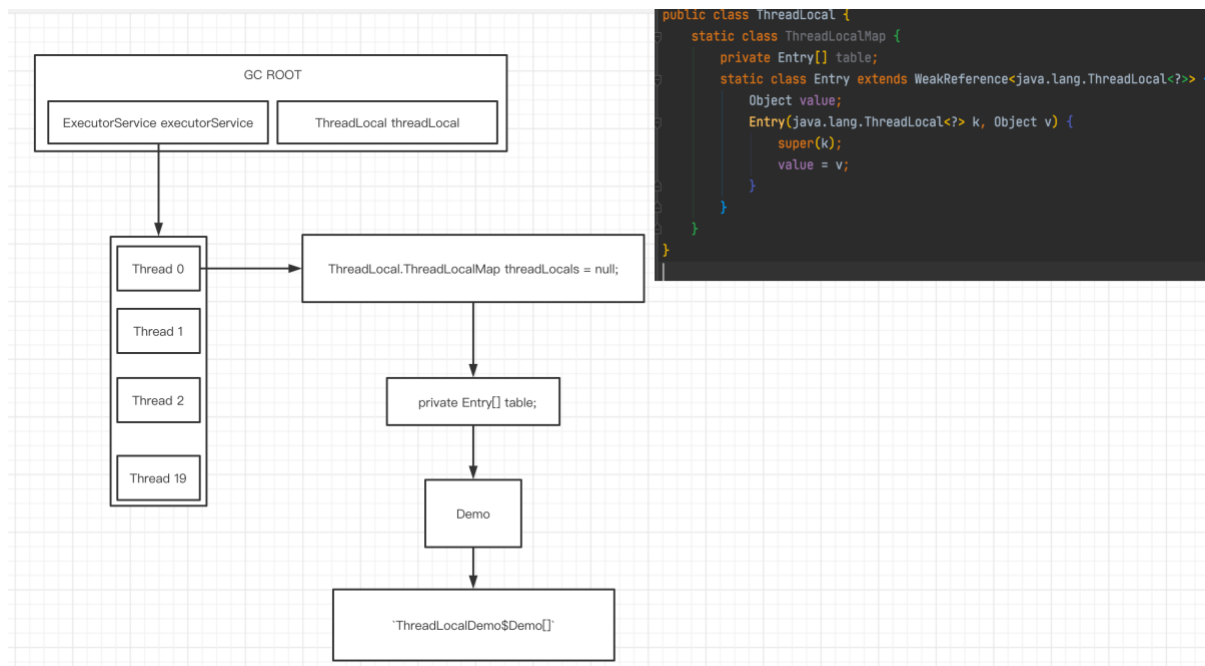 GC ROOT
ExecutorService executorService
ThreadLocal threadLocal
Thread 0
Thread 1
Thread 2
Thread 19
ThreadLocal.ThreadLocalMap threadLocals = null;
private Entry[] table;
Demo
`ThreadLocalDemo$Demo[]`
public class ThreadLocal {
static class ThreadLocalMap {
private Entry[] table;
static class Entry extends WeakReference<java.lang.ThreadLocal<?>> {
Object value;
Entry(java.lang.ThreadLocal<?> k, Object v) {
super(k);
value = v;
}
}
}
}